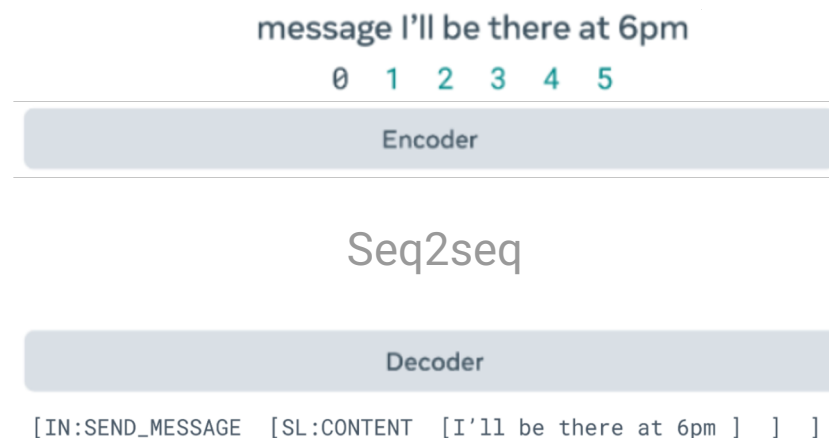 message I’ll be there at 6pm
0 1 2 3 4 5
Encoder
Seq2seq
Decoder
[IN:SEND_MESSAGE [SL:CONTENT [I’ll be there at 6pm ] ] ]